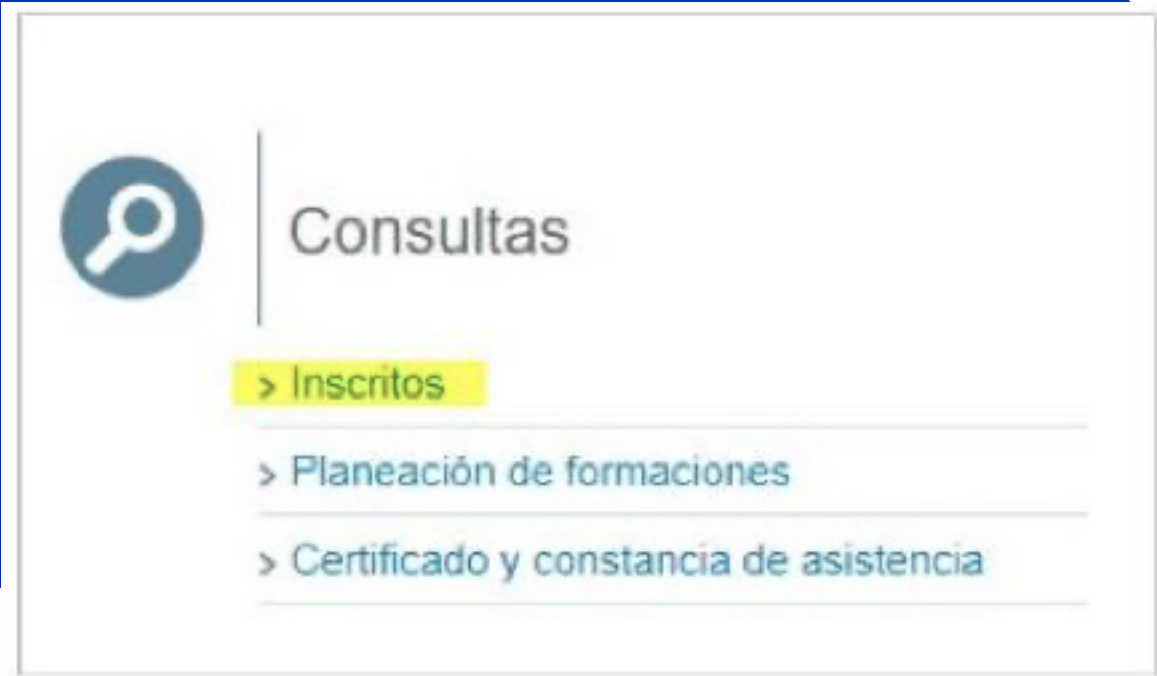 Consultas
> Inscritos
> Planeación de formaciones
> Certificado y constancia de asistencia